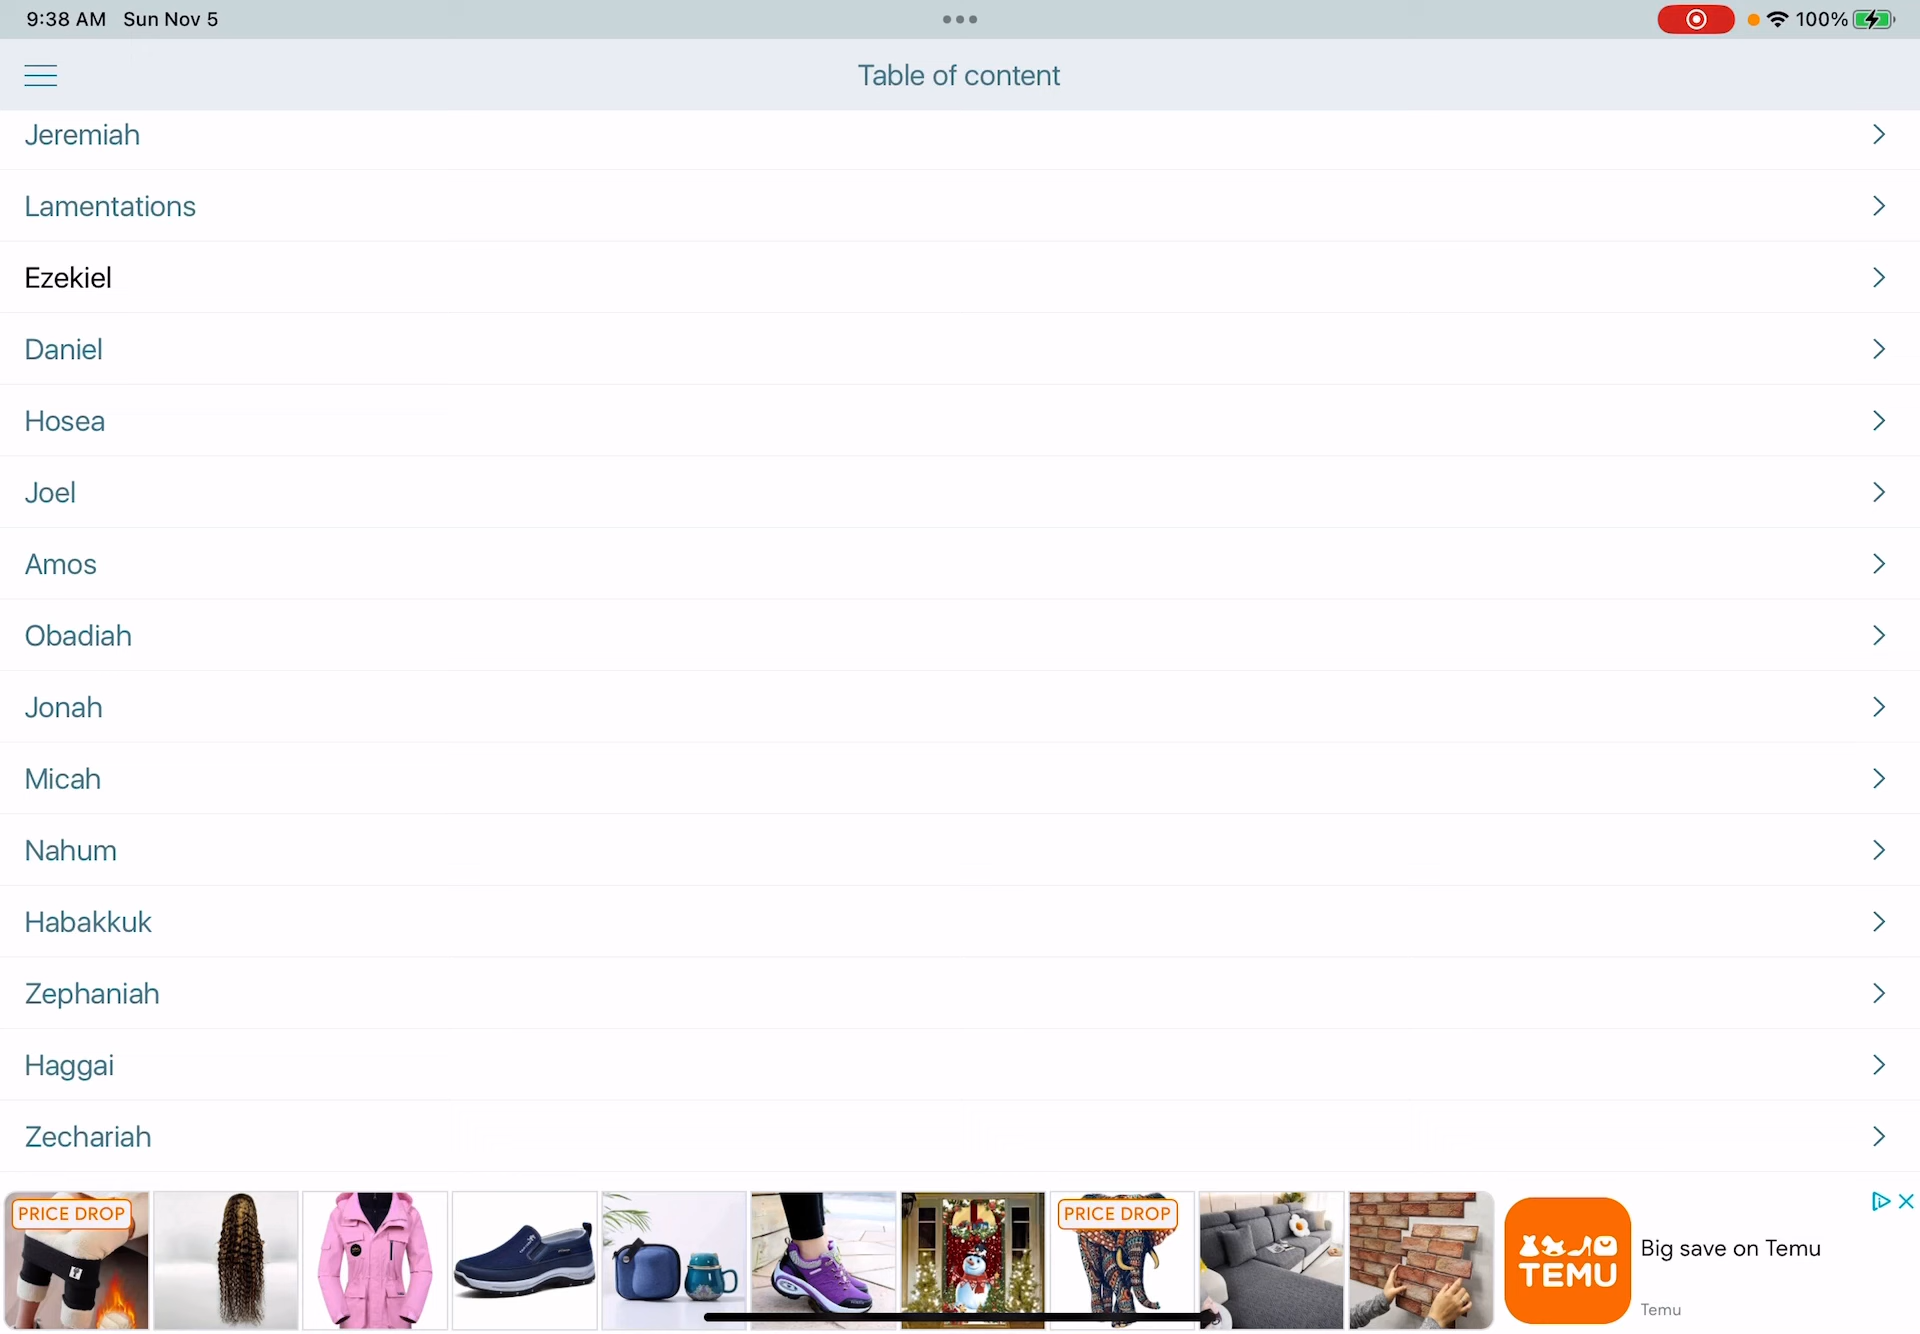 9:38 AM Sun Nov 5
100%
Table of content
Jeremiah
Lamentations
Ezekiel
Daniel
Hosea
Joel
Amos
Obadiah
Jonah
Micah
Nahum
Habakkuk
Zephaniah
Haggai
Zechariah
PRICE DROP
PRICE DROP
TEMU
Big save on Temu
Temu